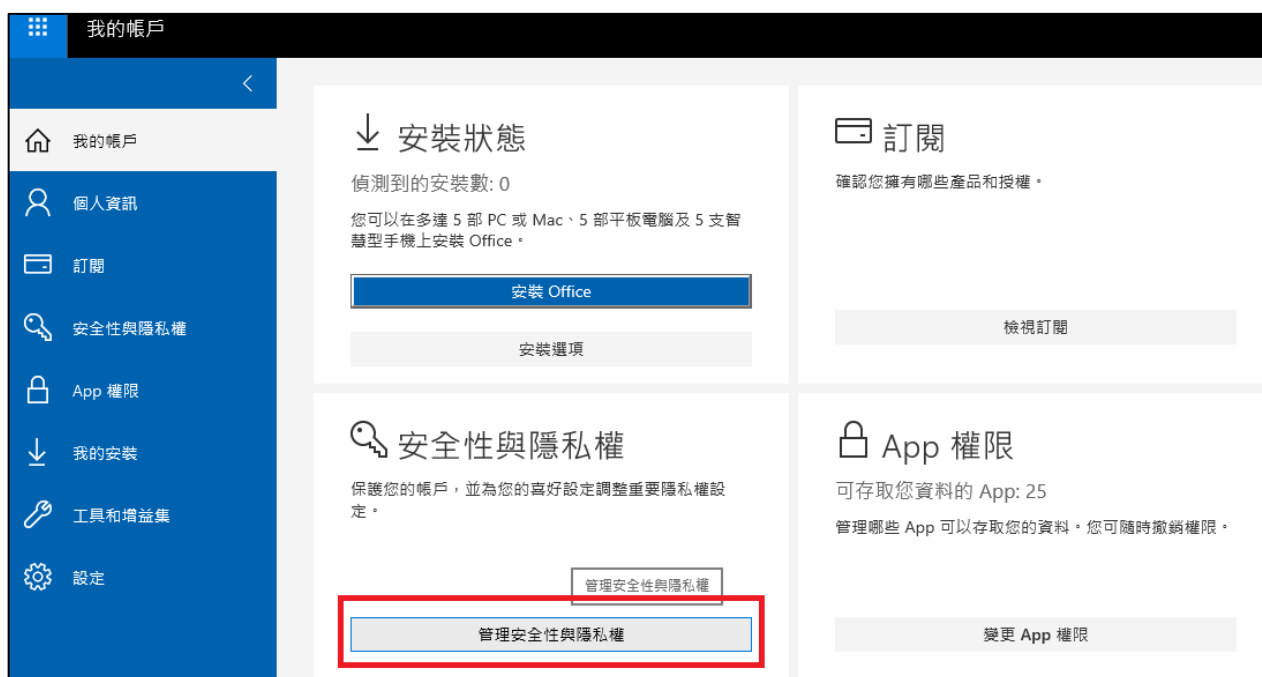 我的帳戶
我的帳戶
個人資訊
訂閱
安全性與隱私權
App 權限
我的安裝
工具和增益集
設定
安裝狀態
偵測到的安裝數: 0
您可以在多達 5 部 PC 或 Mac、5 部平板電腦及 5 支智
慧型手機上安裝 Office。
安裝 Office
安裝選項
訂閱
確認您擁有哪些產品和授權。
檢視訂閱
安全性與隱私權
保護您的帳戶，並為您的喜好設定調整重要隱私權設
定。
管理安全性與隱私權
管理安全性與隱私權
App 權限
可存取您資料的 App: 25
管理哪些 App 可以存取您的資料。您可隨時撤銷權限。
變更 App 權限